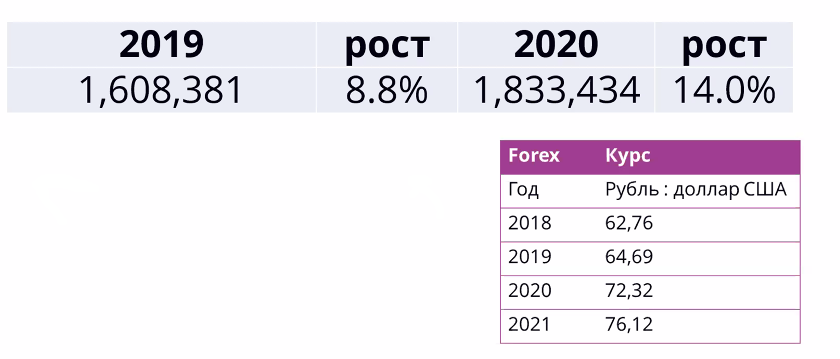 2019 рост 2020 рост
1,608,381 8.8% 1,833,434 14.0%
Forex Курс
Год Рубль : доллар США
2018 62,76
2019 64,69
2020 72,32
2021 76,12